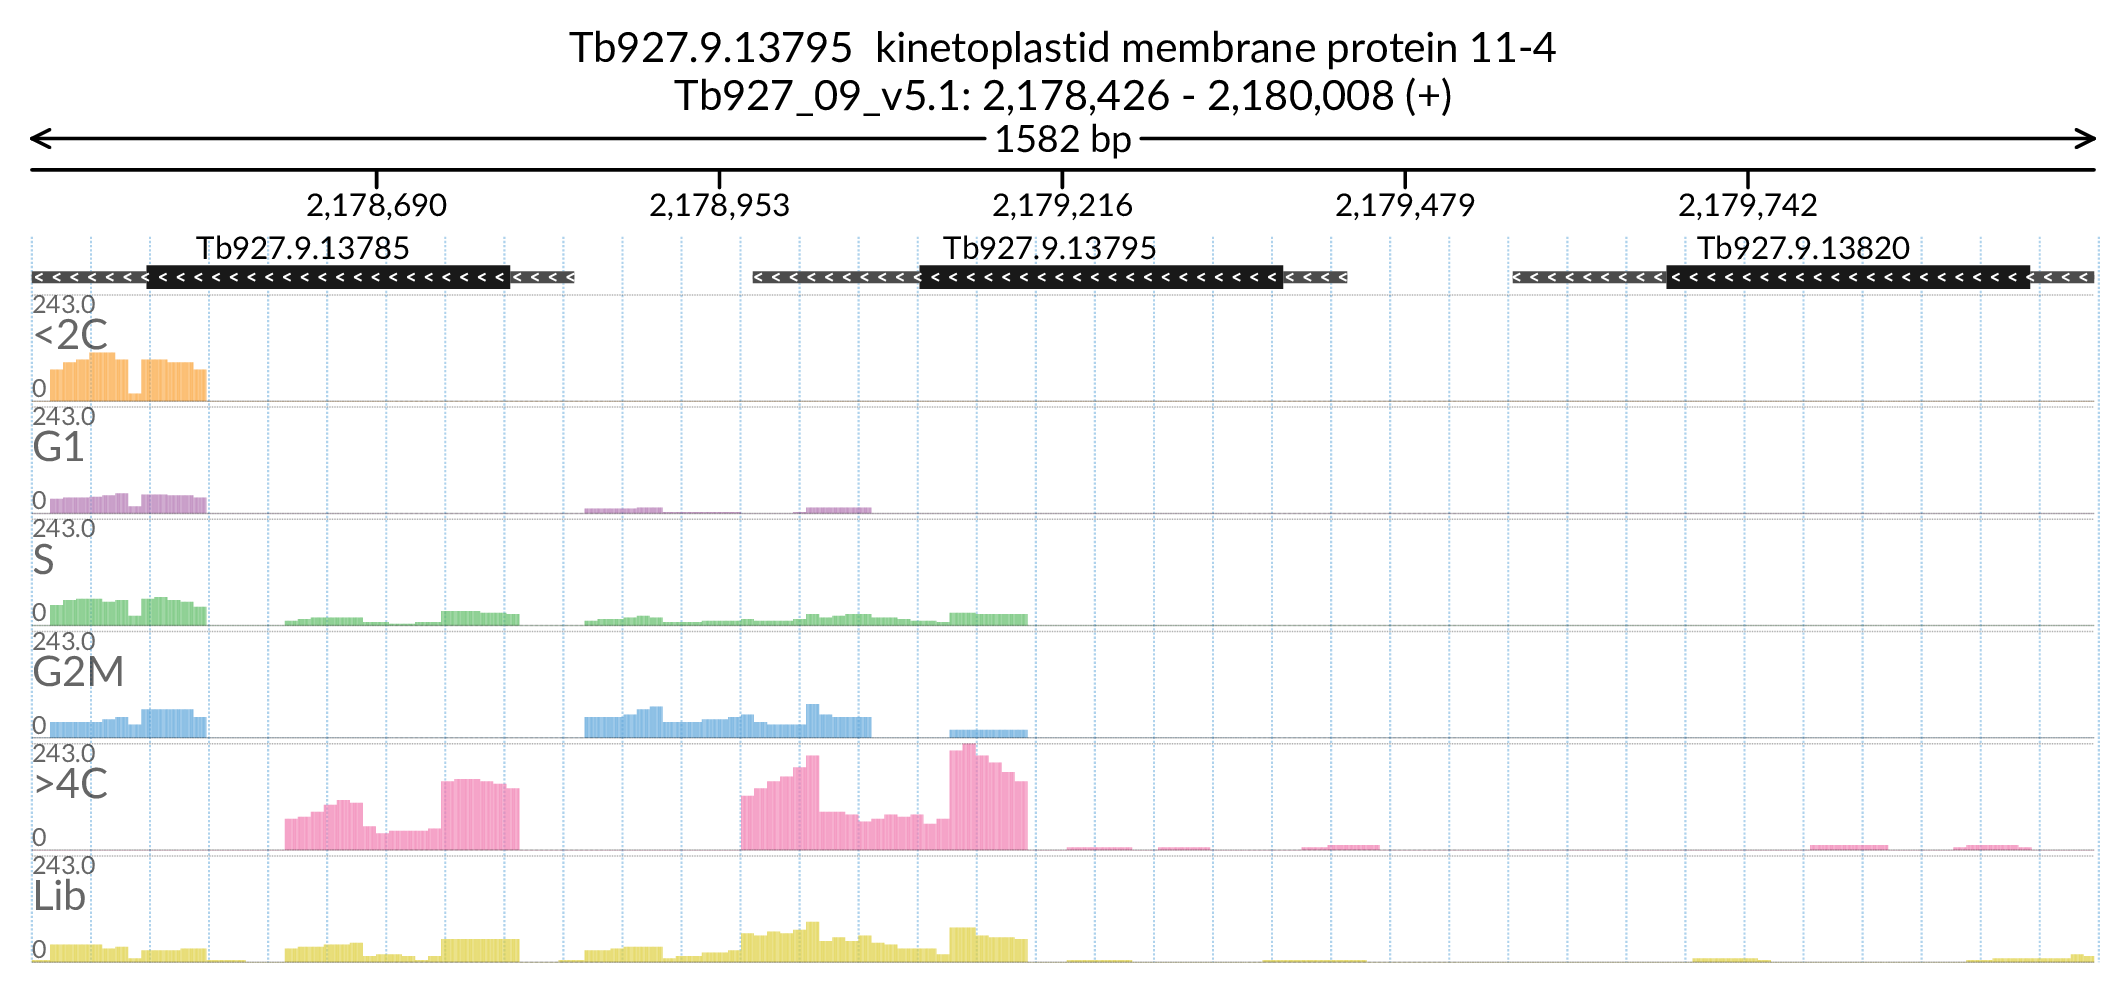 Tb927.9.13795 kinetoplastid membrane protein 11-4
Tb927_09_v5.1: 2,178,426 - 2,180,008 (+)
1582 bp
2,178,690 2,178,953 2,179,216 2,179,479 2,179,742
Tb927.9.13785 Tb927.9.13795 Tb927.9.13820
243.0
<2C
0
243.0
G1
0
243.0
S
0
243.0
G2M
0
243.0
>4C
0
243.0
Lib
0